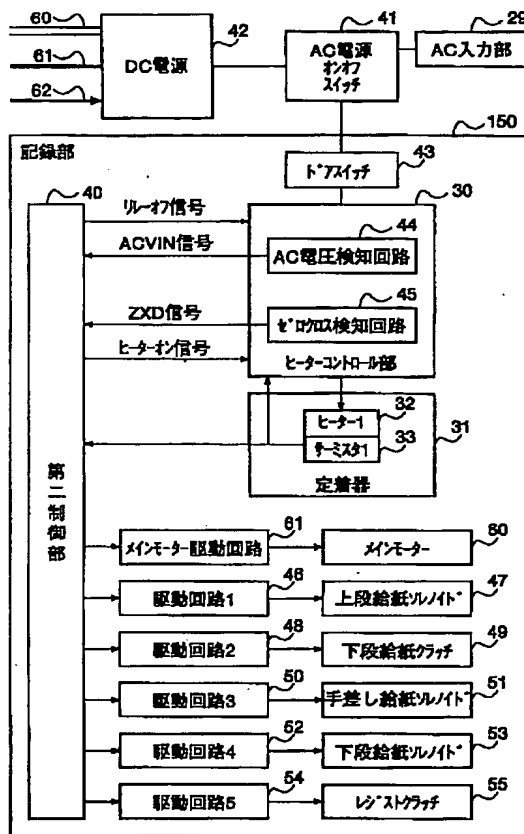 60
61
62
DC電源
42
AC電源
オンオフ
スイッチ
41
AC入力部
29
150
記録部
ドアスイッチ
43
40
第二制御部
リレーオフ信号
ACVIN信号
ZXD信号
ヒーターオン信号
30
44
AC電圧検知回路
45
ゼロクロス検知回路
ヒーターコントロール部
ヒーター1
32
サーミスタ1
33
31
定着器
メインモーター駆動回路
61
メインモーター
60
駆動回路1
46
上段給紙ソルノイド
47
駆動回路2
48
下段給紙クラッチ
49
駆動回路3
50
手差し給紙ソルノイド
51
駆動回路4
52
下段給紙ソルノイド
53
駆動回路5
54
レジストクラッチ
55